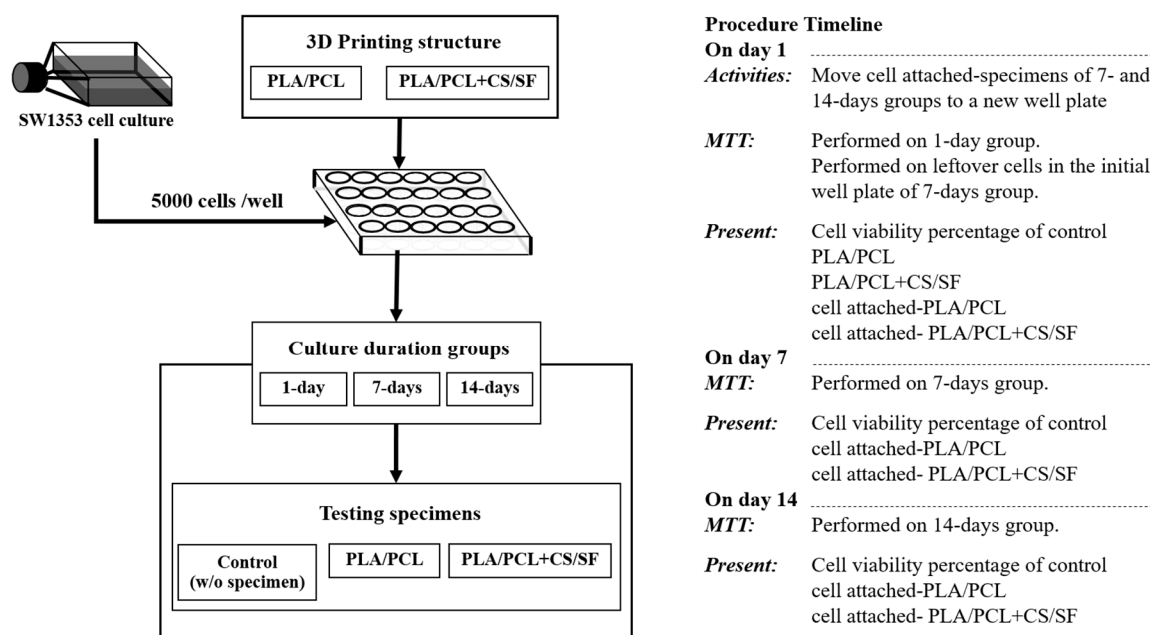 3D Printing structure
PLA/PCL
PLA/PCL+CS/SF
SW1353 cell culture
5000 cells /well
Culture duration groups
1-day
7-days
14-days
Testing specimens
Control
(w/o specimen)
PLA/PCL
PLA/PCL+CS/SF
Procedure Timeline
On day 1
Activities: Move cell attached-specimens of 7- and
14-days groups to a new well plate
MTT: Performed on 1-day group.
Performed on leftover cells in the initial
well plate of 7-days group.
Present: Cell viability percentage of control
PLA/PCL
PLA/PCL+CS/SF
cell attached-PLA/PCL
cell attached- PLA/PCL+CS/SF
On day 7
MTT: Performed on 7-days group.
Present: Cell viability percentage of control
cell attached-PLA/PCL
cell attached- PLA/PCL+CS/SF
On day 14
MTT: Performed on 14-days group.
Present: Cell viability percentage of control
cell attached-PLA/PCL
cell attached- PLA/PCL+CS/SF